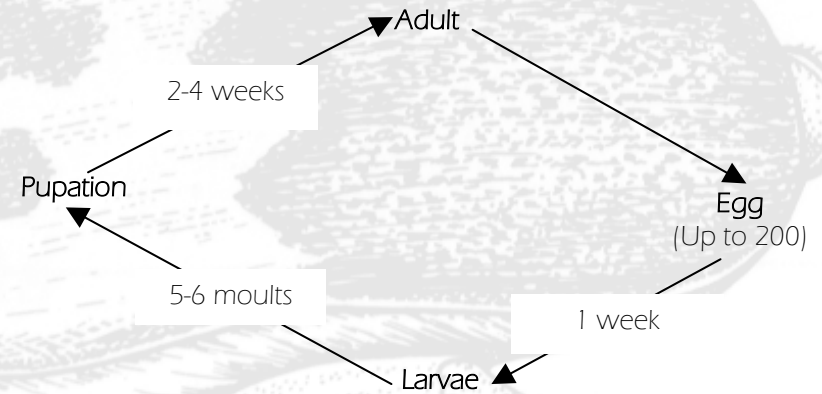 Adult
2-4 weeks
Pupation
Egg
(Up to 200)
5-6 moults
1 week
Larvae